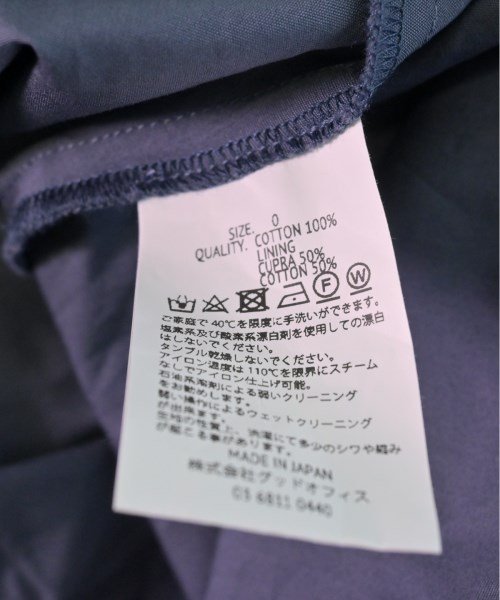 SIZE. 0
QUALITY. COTTON 100%
LINING
CUPRA 50%
COTTON 50%
F W
ご家庭で 40℃を限度に手洗いができます。
塩素系及び酸素系漂白剤を使用しての漂白
はしないでください。
タンブル乾燥しないでください。
アイロン温度は110℃を限界にスチーム
なしでアイロン仕上げ可能。
石油系溶剤による弱いクリーニング
をお勧めします。
弱い操作によるウェットクリーニング
が出来ます。
生地の性質上、洗濯にて多少のシワや縮み
が起こる事があります。
MADE IN JAPAN
株式会社グッドオフィス
03 6811 0440